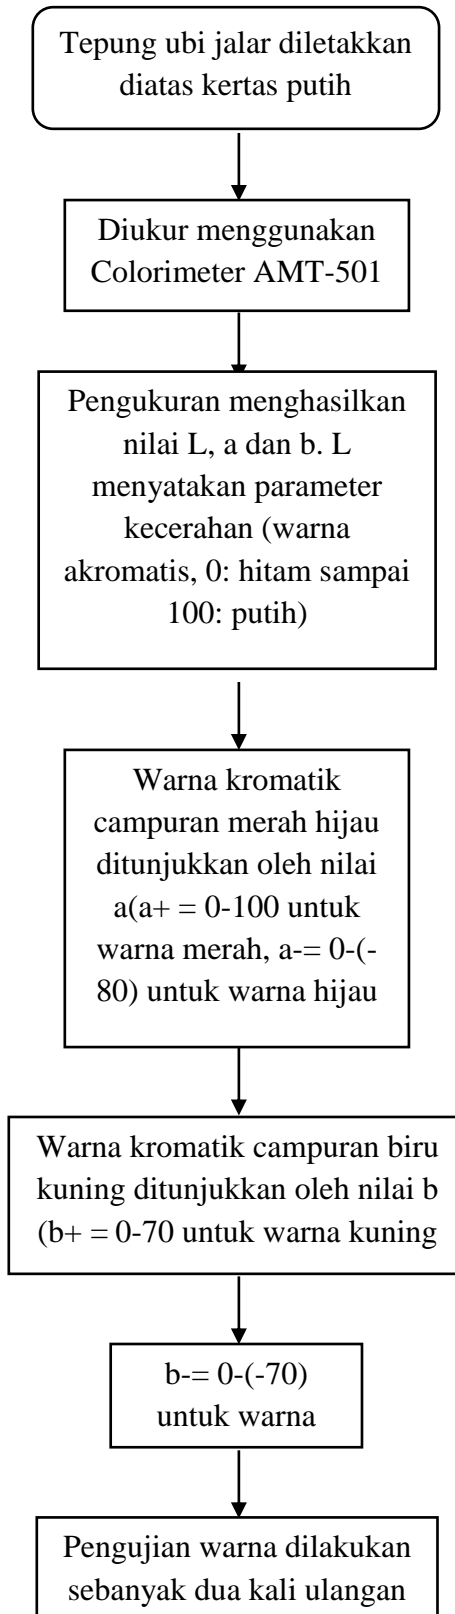 Tepung ubi jalar diletakkan
diatas kertas putih
Diukur menggunakan
Colorimeter AMT-501
Pengukuran menghasilkan
nilai L, a dan b. L
menyatakan parameter
kecerahan (warna
akromatis, 0: hitam sampai
100: putih)
Warna kromatik
campuran merah hijau
ditunjukkan oleh nilai
a(a+ = 0-100 untuk
warna merah, a-= 0-(-
80) untuk warna hijau
Warna kromatik campuran biru
kuning ditunjukkan oleh nilai b
(b+ = 0-70 untuk warna kuning
b-= 0-(-70)
untuk warna
Pengujian warna dilakukan
sebanyak dua kali ulangan